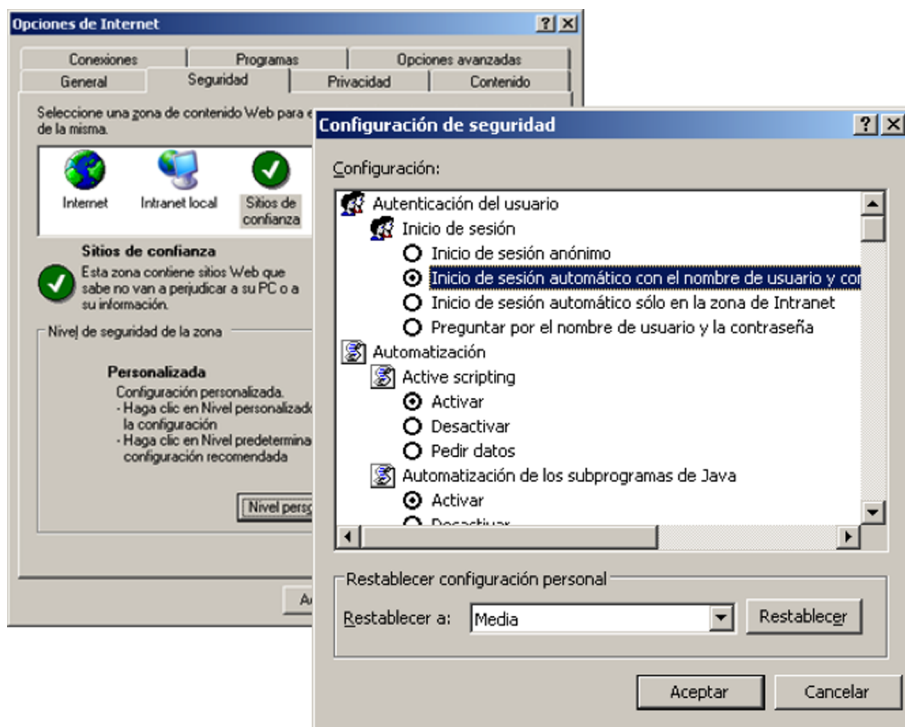 Opciones de Internet
Conexiones Programas Opciones avanzadas
General Seguridad Privacidad Contenido
Seleccione una zona de contenido Web para e
de la misma.
Internet Intranet local Sitios de
confianza
Sitios de confianza
Esta zona contiene sitios Web que
sabe no van a perjudicar a su PC o a
su información.
Nivel de seguridad de la zona
Personalizada
Configuración personalizada.
- Haga clic en Nivel personalizado
la configuración
- Haga clic en Nivel predetermina
configuración recomendada
Nivel perso
A
Configuración de seguridad
Configuración:
Autenticación del usuario
Inicio de sesión
Inicio de sesión anónimo
Inicio de sesión automático con el nombre de usuario y con
Inicio de sesión automático sólo en la zona de Intranet
Preguntar por el nombre de usuario y la contraseña
Automatización
Active scripting
Activar
Desactivar
Pedir datos
Automatización de los subprogramas de Java
Activar
Desactivar
Restablecer configuración personal
Restablecer a: Media Restablecer
Aceptar Cancelar